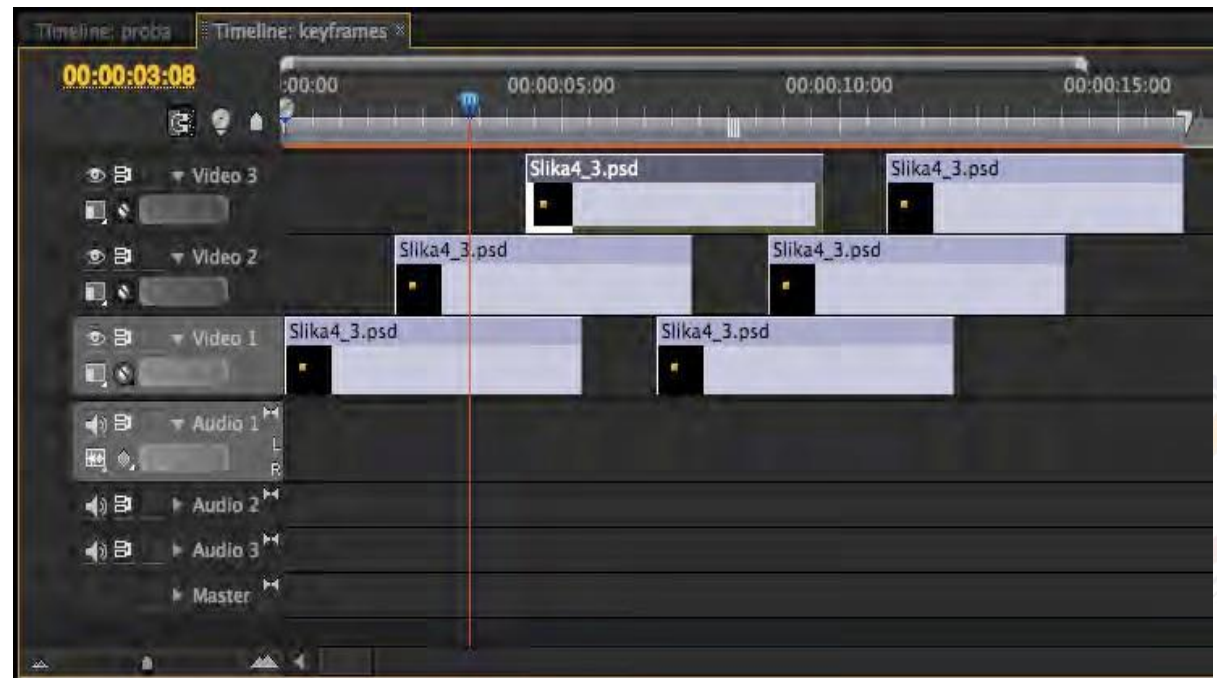 Timeline: proba Timeline: keyframes ×
00:00:03:08
:00:00 00:00:05:00 00:00:10:00 00:00:15:00
Video 3 Slika4_3.psd Slika4_3.psd
Video 2 Slika4_3.psd Slika4_3.psd
Video 1 Slika4_3.psd Slika4_3.psd
Audio 1
L
R
Audio 2
Audio 3
Master